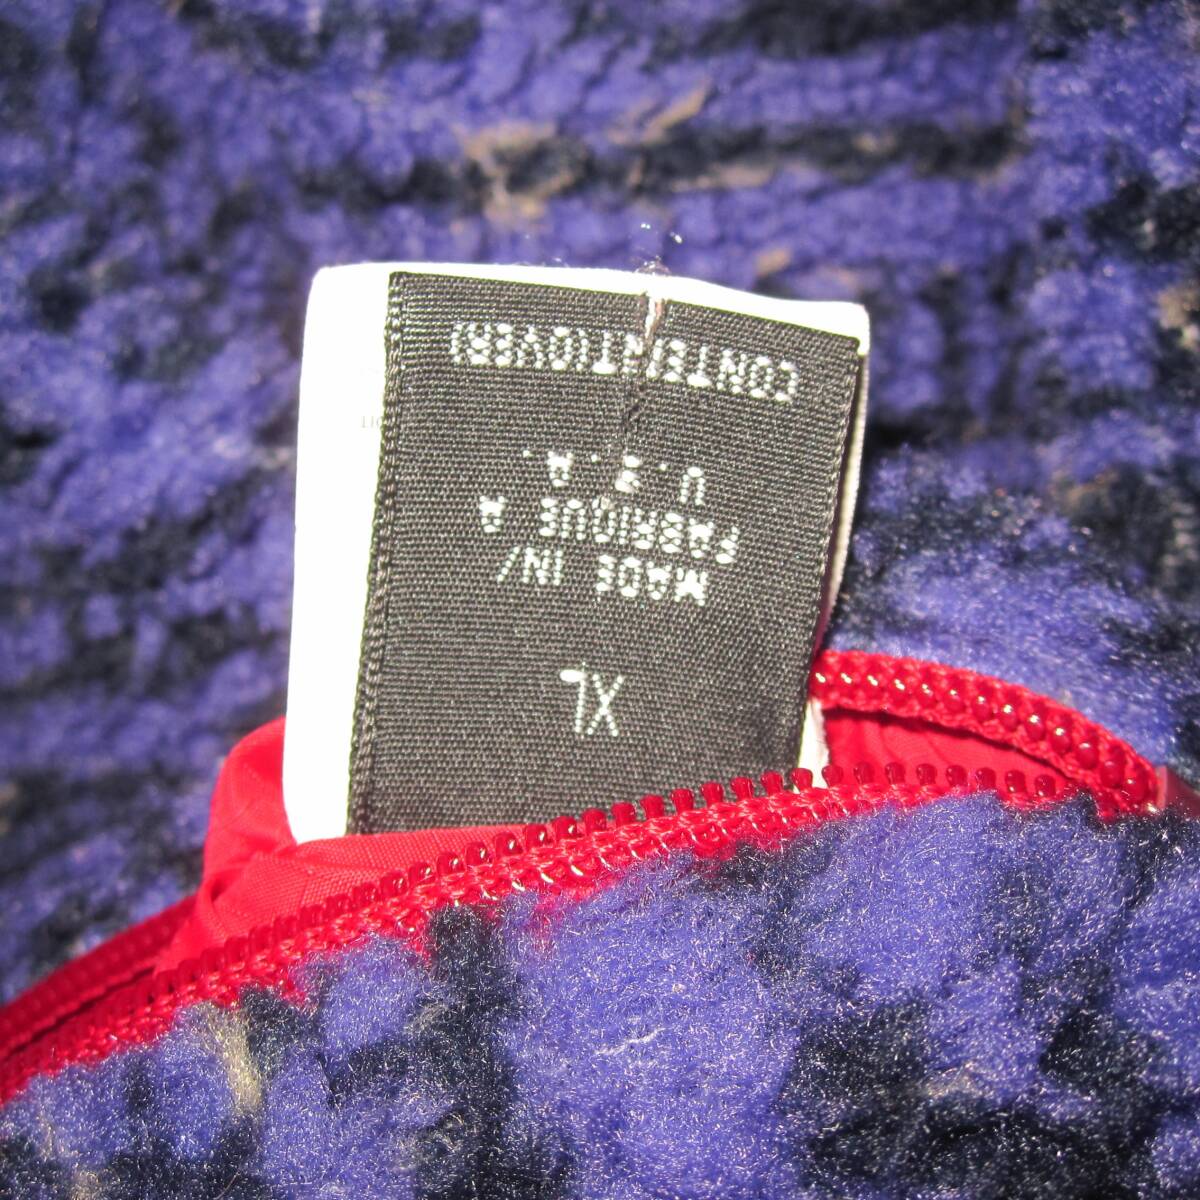 XL
MADE IN/
FABRIQUE A
U.S.A.
CONTENT(OVER)